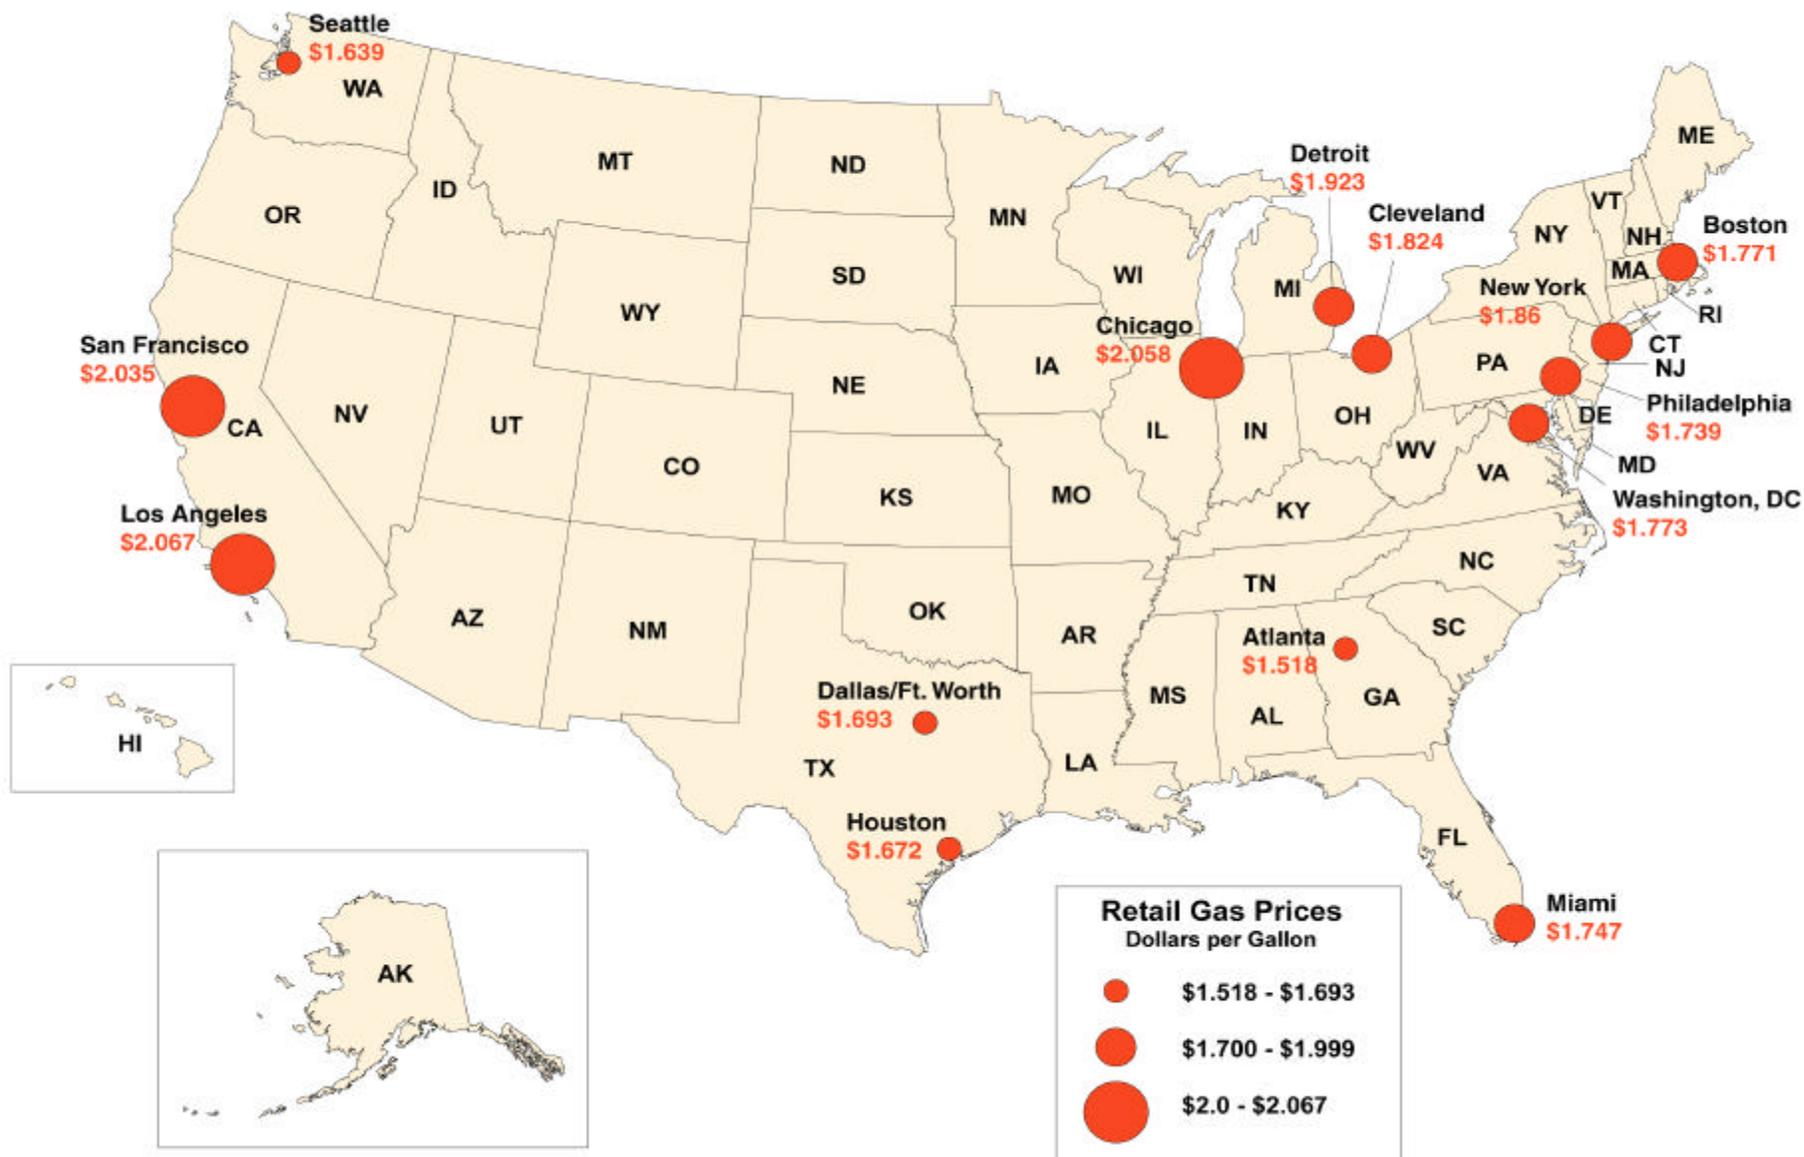 Seattle
$1.639
WA
ME
MT
ND
Detroit
$1.923
ID
VT
OR
MN
Cleveland
$1.824
NY
NH
Boston
$1.771
SD
WI
MI
MA
New York
$1.86
WY
RI
Chicago
$2.058
San Francisco
$2.035
CT
NJ
IA
PA
NE
Philadelphia
$1.739
NV
DE
OH
CA
UT
IL
IN
WV
CO
MD
VA
KS
MO
Washington, DC
$1.773
Los Angeles
$2.067
KY
NC
TN
OK
AZ
NM
AR
SC
Atlanta
$1.518
Dallas/Ft. Worth
$1.693
MS
GA
AL
HI
LA
TX
Houston
$1.672
FL
Miami
$1.747
AK
Retail Gas Prices
Dollars per Gallon
$1.518 - $1.693
$1.700 - $1.999
$2.0 - $2.067